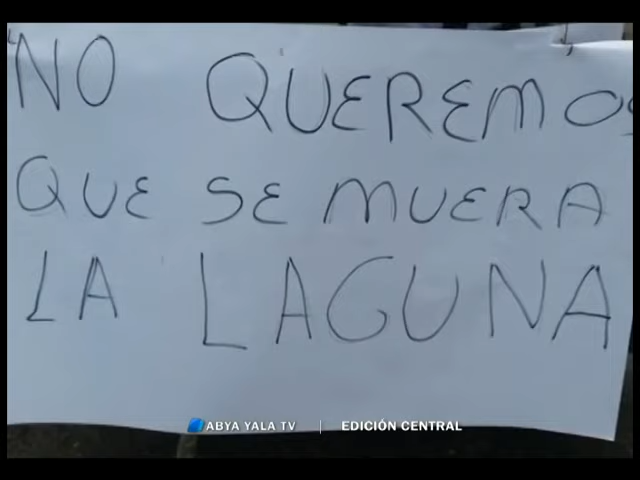 NO QUEREMOS
QUE SE MUERA
LA LAGUNA
ABYA YALA TV | EDICIÓN CENTRAL